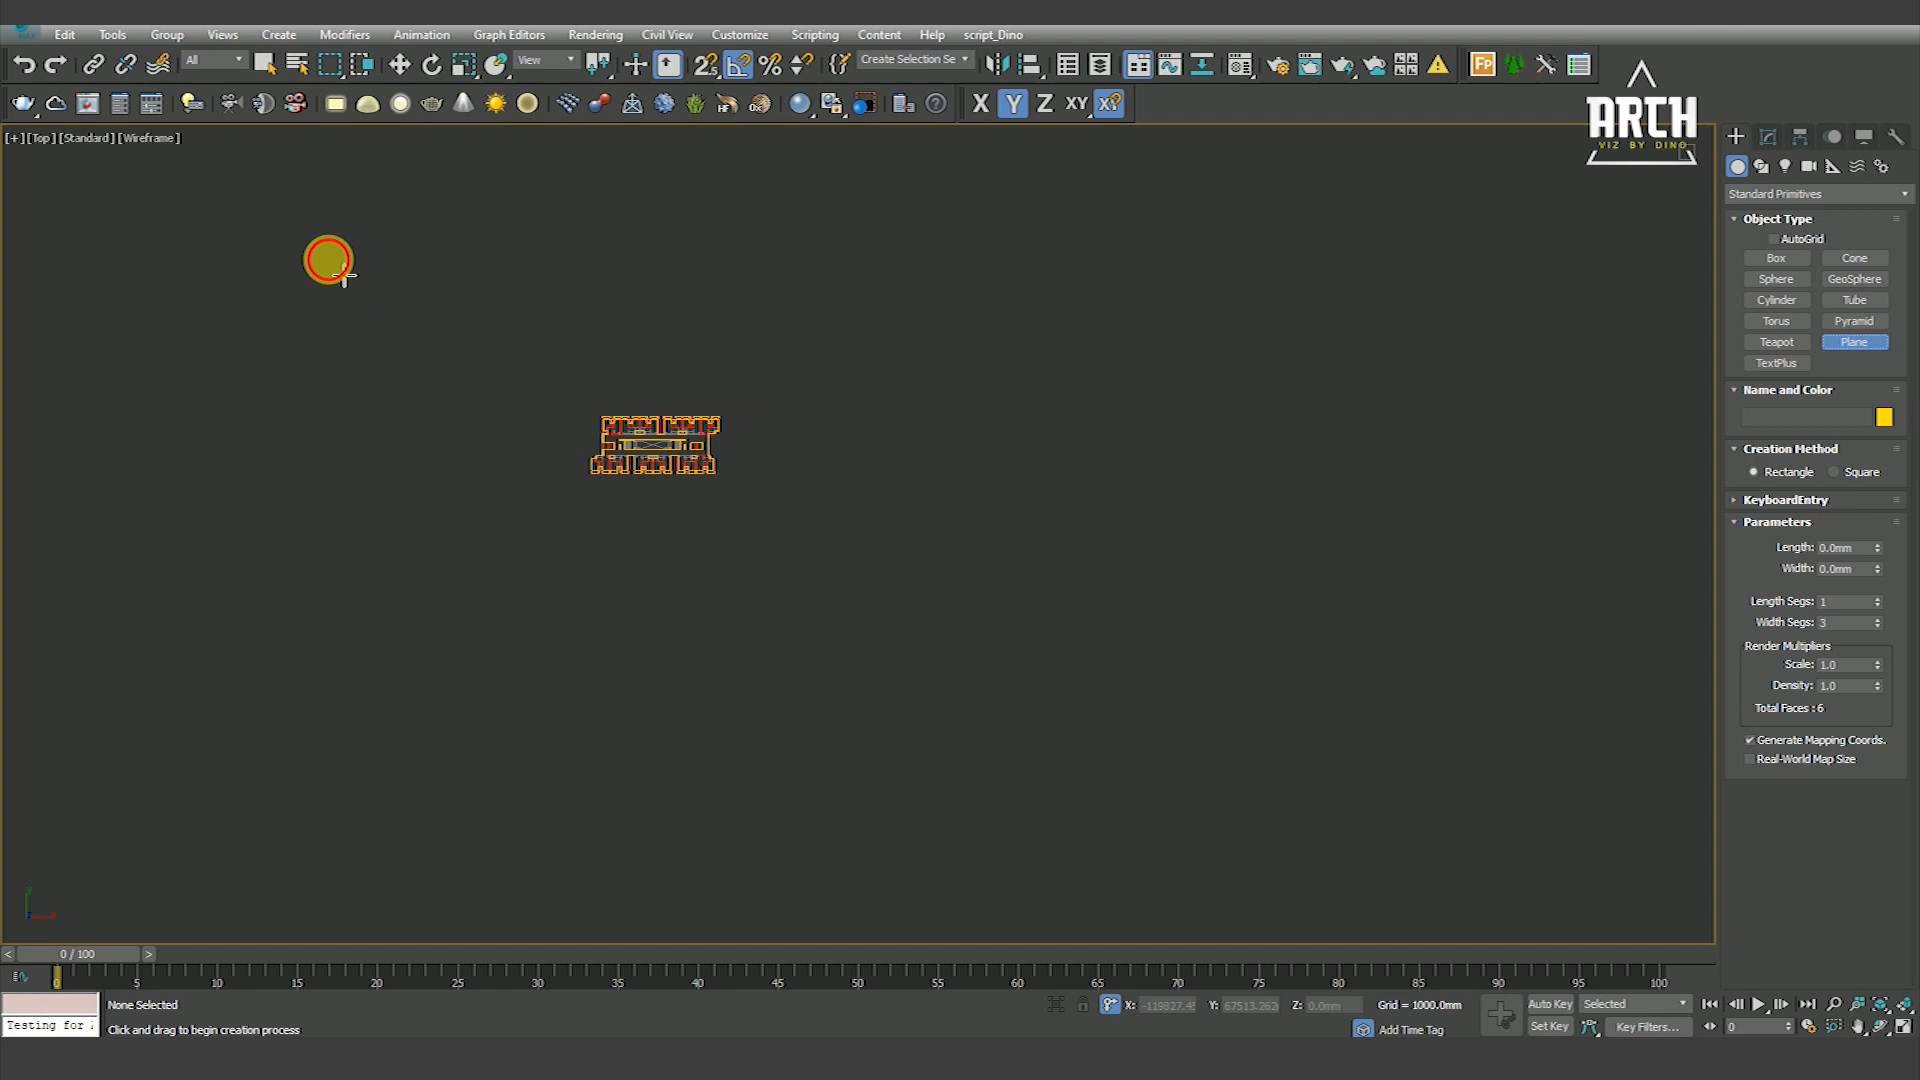 Edit Tools Group Views Create Modifiers Animation Graph Editors Rendering Civil View Customize Scripting Content Help script_Dino
All View Create Selection Se
X Y Z XY
[+] [Top] [Standard] [Wireframe]
ARCH
VIZ BY DINO
Standard Primitives
Object Type
AutoGrid
Box Cone
Sphere GeoSphere
Cylinder Tube
Torus Pyramid
Teapot Plane
TextPlus
Name and Color
Creation Method
Rectangle Square
KeyboardEntry
Parameters
Length: 0.0mm
Width: 0.0mm
Length Segs: 1
Width Segs: 3
Render Multipliers
Scale: 1.0
Density: 1.0
Total Faces : 6
Generate Mapping Coords.
Real-World Map Size
< 0 / 100 >
0 5 10 15 20 25 30 35 40 45 50 55 60 65 70 75 80 85 90 95 100
None Selected X: Y: 67513.262 Z: 0.0mm Grid = 1000.0mm Auto Key Selected
Testing for Click and drag to begin creation process Add Time Tag Set Key Key Filters... 0